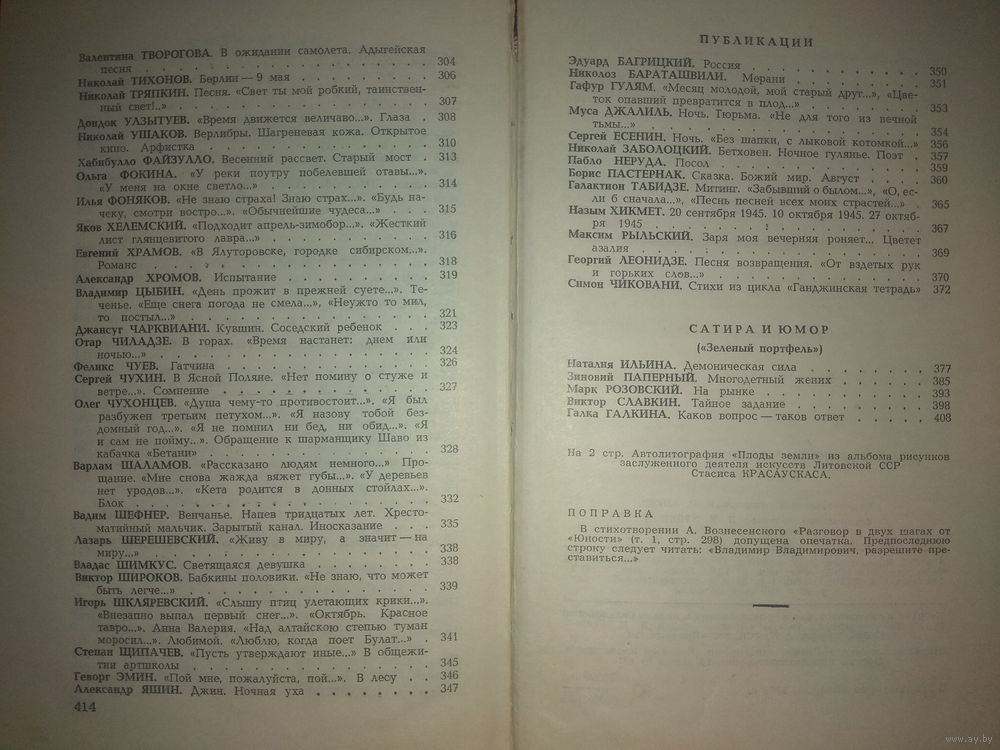 Валентина ТВОРОГОВА. В ожидании самолета. Адыгейская
песня . . . . . . . . . . 304
Николай ТИХОНОВ. Берлин — 9 мая . . . . . . 306
Николай ТРЯПКИН. Песня. «Свет ты мой робкий, таинствен-
ный свет!..» . . . . . . . . . . 307
Дондок УЛЗЫТУЕВ. «Время движется величаво...». Глаза . 308
Николай УШАКОВ. Верлибры. Шагреневая кожа. Открытое
кино. Арфистка . . . . . . . . . 310
Хабибулло ФАЙЗУЛЛО. Весенний рассвет. Старый мост . 313
Ольга ФОКИНА. «У реки поутру побелевшей отавы...».
«У меня на окне светло...» . . . . . . . 314
Илья ФОНЯКОВ. «Не знаю страха! Знаю страх...». «Будь на-
чеку, смотри востро...». «Обычнейшие чудеса...» . . . 315
Яков ХЕЛЕМСКИЙ. «Подходит апрель-зимобор...». «Жесткий
лист глянцевитого лавра...» . . . . . . . 316
Евгений ХРАМОВ. «В Ялуторовске, городке сибирском...».
Романс . . . . . . . . . . . 318
Александр ХРОМОВ. Испытание . . . . . . . 319
Владимир ЦЫБИН. «День прожит в прежней суете...». Те-
ченье. «Еще снега погода не смела...», «Неужто то мил,
то постыл...» . . . . . . . . . . 321
Джансуг ЧАРКВИАНИ. Кувшин. Соседский ребенок . . . 323
Отар ЧИЛАДЗЕ. В горах. «Время настанет: днем или
ночью...» . . . . . . . . . . 324
Феликс ЧУЕВ. Гатчина . . . . . . . . . 326
Сергей ЧУХИН. В Ясной Поляне. «Нет помину о стуже и
ветре...». Сомнение . . . . . . . . 327
Олег ЧУХОНЦЕВ. «Душа чему-то противостоит...». «Я был
разбужен третьим петухом...». «Я назову тобой без-
домный год...». «Я не помнил ни бед, ни обид...». «Я
и сам не пойму.. ». Обращение к шарманщику Шаво из
кабачка «Бетани» . . . . . . . . . 328
Варлам ШАЛАМОВ. «Рассказано людям немного...» Про-
щание. «Мне снова жажда вяжет губы...». «У деревьев
нет уродов...». «Кета родится в донных стойлах...».
Блок . . . . . . . . . . . 332
Вадим ШЕФНЕР. Венчанье. Напев тридцатых лет. Хресто-
матийный мальчик. Зарытый канал. Иносказание . . . 335
Лазарь ШЕРЕШЕВСКИЙ. «Живу в миру, а значит — на
миру...» . . . . . . . . . . 338
Владас ШИМКУС. Светящаяся девушка . . . . . 338
Виктор ШИРОКОВ. Бабкины половики. «Не знаю, что может
быть легче...» . . . . . . . . . 339
Игорь ШКЛЯРЕВСКИЙ. «Слышу птиц улетающих крики...».
«Внезапно выпал первый снег...». «Октябрь. Красное
тавро...». Анна Валерия. «Над алтайскою степью туман
моросил...». Любимой. «Люблю, когда поет Булат...» . 341
Степан ЩИПАЧЕВ. «Пусть утверждают иные...» В общежи-
тии артшколы . . . . . . . . . 345
Геворг ЭМИН. «Пой мне, пожалуйста, пой...». В лесу . . 346
Александр ЯШИН. Джин. Ночная уха . . . . . . 347
414
ПУБЛИКАЦИИ
Эдуард БАГРИЦКИЙ. Россия . . . . . . . 350
Николоз БАРАТАШВИЛИ. Мерани . . . . . . 351
Гафур ГУЛЯМ. «Месяц молодой, мой старый друг...», «Цве-
ток опавший превратится в плод...» . . . . . 353
Муса ДЖАЛИЛЬ. Ночь. Тюрьма. «Не для того из вечной
тьмы...» . . . . . . . . . . 354
Сергей ЕСЕНИН. Ночь. «Без шапки, с лыковой котомкой...» 356
Николай ЗАБОЛОЦКИЙ. Бетховен. Ночное гулянье. Поэт . 357
Пабло НЕРУДА. Посол . . . . . . . . 359
Борис ПАСТЕРНАК. Сказка. Божий мир. Август . . . . 360
Галактион ТАБИДЗЕ. Митинг. «Забывший о былом...», «О, ес-
ли б сначала...», «Песнь песней всех моих страстей...» . 365
Назым ХИКМЕТ. 20 сентября 1945. 10 октября 1945. 27 октяб-
ря 1945 . . . . . . . . . . 367
Максим РЫЛЬСКИЙ. Заря моя вечерняя роняет... Цветет
азалия . . . . . . . . . . . 369
Георгий ЛЕОНИДЗЕ. Песня возвращения. «От вздетых рук
и горьких слов...» . . . . . . . . 370
Симон ЧИКОВАНИ. Стихи из цикла «Ганджинская тетрадь» 372
САТИРА И ЮМОР
(«Зеленый портфель»)
Наталия ИЛЬИНА. Демоническая сила . . . . . . 377
Зиновий ПАПЕРНЫЙ. Многодетный жених . . . . . 385
Марк РОЗОВСКИЙ. На рынке . . . . . . . 393
Виктор СЛАВКИН. Тайное задание . . . . . . 398
Галка ГАЛКИНА. Каков вопрос — таков ответ . . . . 408
На 2 стр. Автолитография «Плоды земли» из альбома рисунков
заслуженного деятеля искусств Литовской ССР
Стасиса КРАСАУСКАСА.
ПОПРАВКА
В стихотворении А. Вознесенского «Разговор в двух шагах от
«Юности» (т. 1, стр. 298) допущена опечатка. Предпоследнюю
строку следует читать: «Владимир Владимирович, разрешите пре-
ставиться...»
www.ay.by